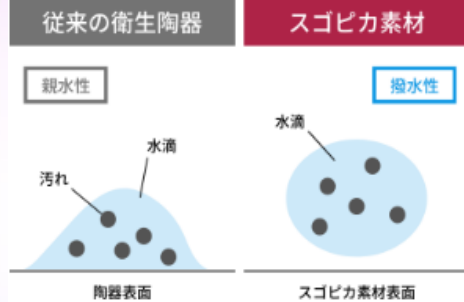 従来の衛生陶器
スゴピカ素材
親水性
撥水性
水滴
水滴
汚れ
陶器表面
スゴピカ素材表面